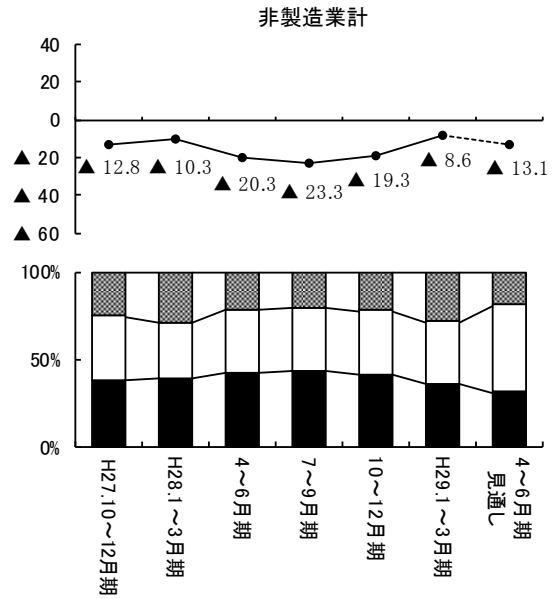 非製造業計
40
20
0
▲ 20
▲ 40
▲ 60
▲ 12.8
▲ 10.3
▲ 20.3
▲ 23.3
▲ 19.3
▲ 8.6
▲ 13.1
100%
50%
0%
H27.10～12月期
H28.1～3月期
4～6月期
7～9月期
10～12月期
H29.1～3月期
4～6月期
見通し